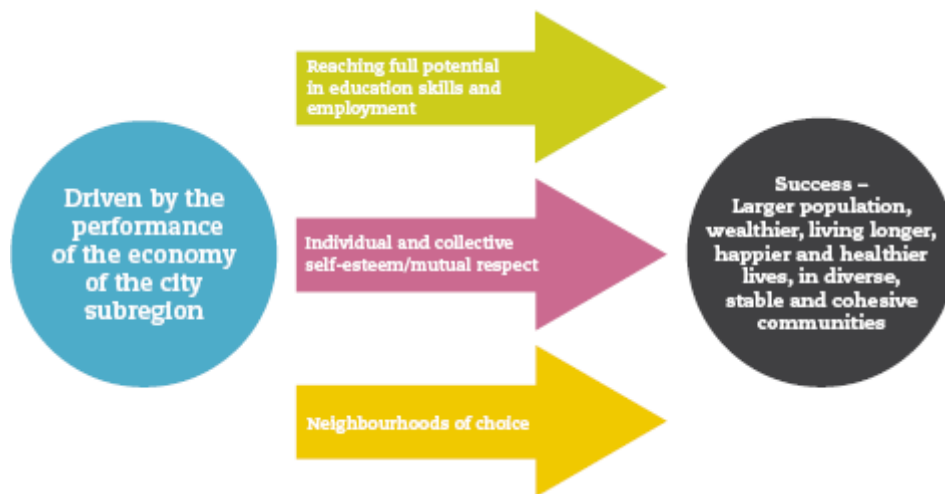 Reaching full potential
in education skills and
employment
Driven by the
performance
of the economy
of the city
subregion
Individual and collective
self-esteem/mutual respect
Success –
Larger population,
wealthier, living longer,
happier and healthier
lives, in diverse,
stable and cohesive
communities
Neighbourhoods of choice